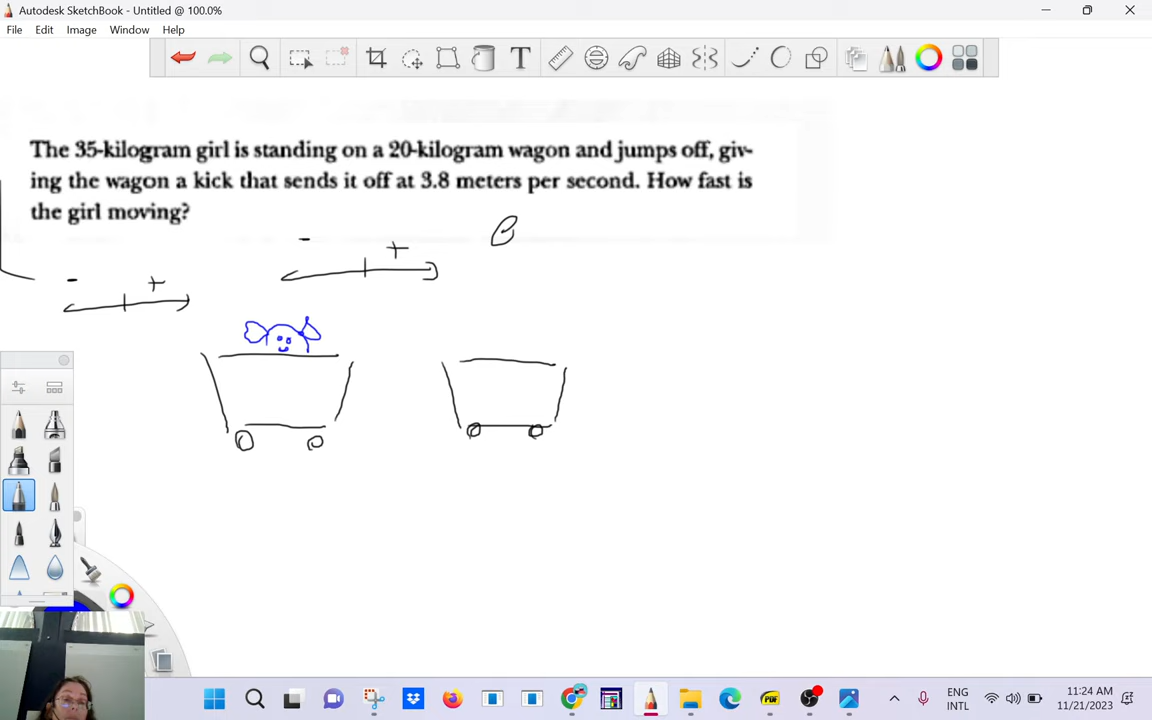 Autodesk SketchBook - Untitled @ 100.0%
File Edit Image Window Help
T
The 35-kilogram girl is standing on a 20-kilogram wagon and jumps off, giv-
ing the wagon a kick that sends it off at 3.8 meters per second. How fast is
the girl moving?
- +
- +
ENG
INTL
11:24 AM
11/21/2023
PDF